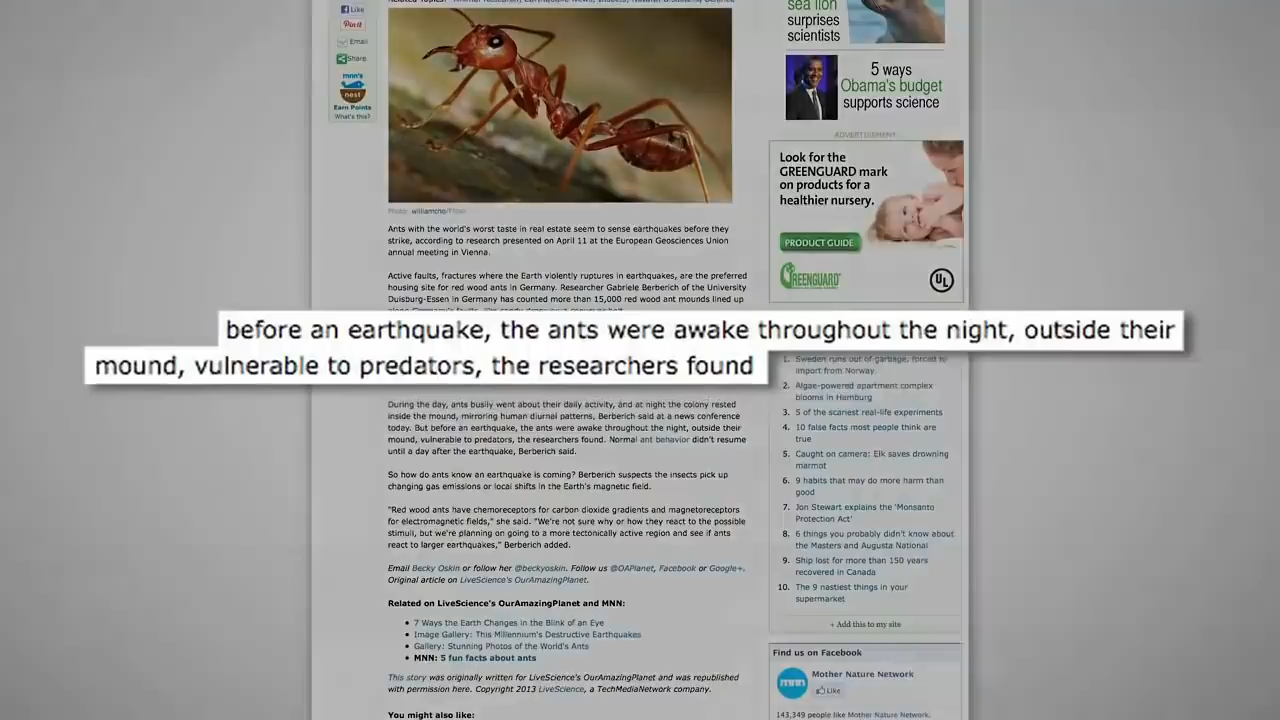 Like
Pin it
Email
Share
mnn's
nest
Earn Points
What's this?
Photo: williamcho/Flickr
Ants with the world's worst taste in real estate seem to sense earthquakes before they
strike, according to research presented on April 11 at the European Geosciences Union
annual meeting in Vienna.
Active faults, fractures where the Earth violently ruptures in earthquakes, are the preferred
housing site for red wood ants in Germany. Researcher Gabriele Berberich of the University
Duisburg-Essen in Germany has counted more than 15,000 red wood ant mounds lined up
before an earthquake, the ants were awake throughout the night, outside their
mound, vulnerable to predators, the researchers found
During the day, ants busily went about their daily activity, and at night the colony rested
inside the mound, mirroring human diurnal patterns, Berberich said at a news conference
today. But before an earthquake, the ants were awake throughout the night, outside their
mound, vulnerable to predators, the researchers found. Normal ant behavior didn't resume
until a day after the earthquake, Berberich said.
So how do ants know an earthquake is coming? Berberich suspects the insects pick up
changing gas emissions or local shifts in the Earth's magnetic field.
"Red wood ants have chemoreceptors for carbon dioxide gradients and magnetoreceptors
for electromagnetic fields," she said. "We're not sure why or how they react to the possible
stimuli, but we're planning on going to a more tectonically active region and see if ants
react to larger earthquakes," Berberich added.
Email Becky Oskin or follow her @beckyoskin. Follow us @OAPlanet, Facebook or Google+.
Original article on LiveScience's OurAmazingPlanet.
Related on LiveScience's OurAmazingPlanet and MNN:
• 7 Ways the Earth Changes in the Blink of an Eye
• Image Gallery: This Millennium's Destructive Earthquakes
• Gallery: Stunning Photos of the World's Ants
• MNN: 5 fun facts about ants
This story was originally written for LiveScience's OurAmazingPlanet and was republished
with permission here. Copyright 2013 LiveScience, a TechMediaNetwork company.
You might also like:
sea lion
surprises
scientists
5 ways
Obama's budget
supports science
ADVERTISEMENT
Look for the
GREENGUARD mark
on products for a
healthier nursery.
PRODUCT GUIDE
GREENGUARD
UL
1. Sweden runs out of garbage, forced to
import from Norway
2. Algae-powered apartment complex
blooms in Hamburg
3. 5 of the scariest real-life experiments
4. 10 false facts most people think are
true
5. Caught on camera: Elk saves drowning
marmot
6. 9 habits that may do more harm than
good
7. Jon Stewart explains the 'Monsanto
Protection Act'
8. 6 things you probably didn't know about
the Masters and Augusta National
9. Ship lost for more than 150 years
recovered in Canada
10. The 9 nastiest things in your
supermarket
+ Add this to my site
Find us on Facebook
mnn
Mother Nature Network
Like
143,349 people like Mother Nature Network.